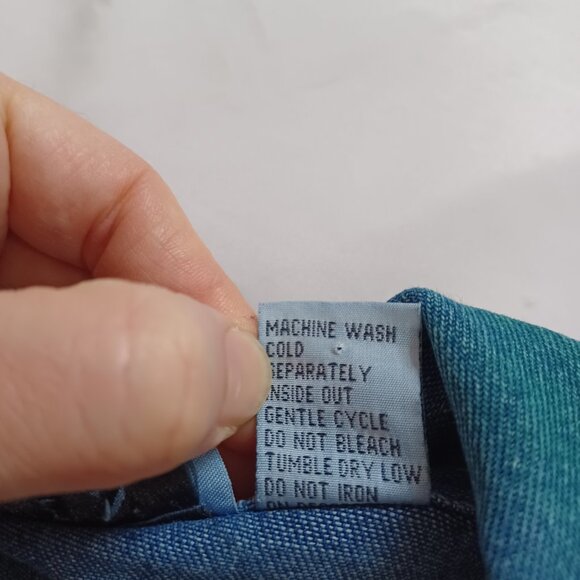 MACHINE WASH
COLD
SEPARATELY
INSIDE OUT
GENTLE CYCLE
DO NOT BLEACH
TUMBLE DRY LOW
DO NOT IRON